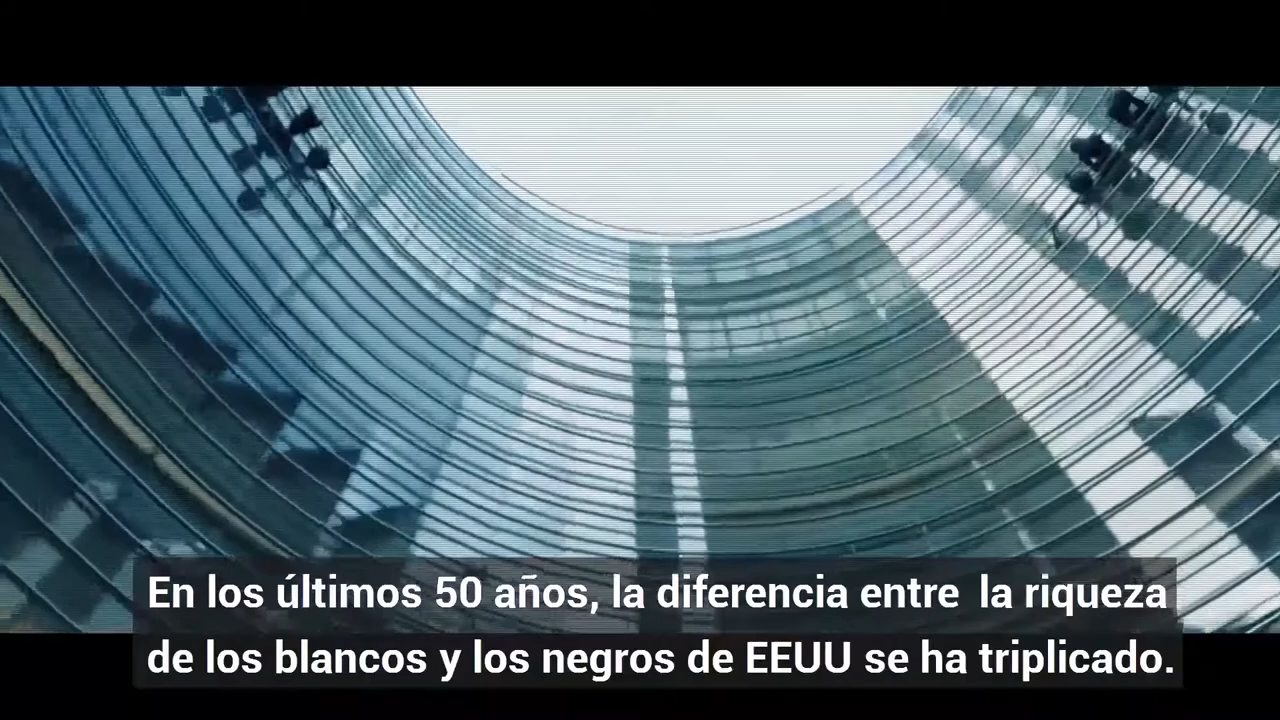 En los últimos 50 años, la diferencia entre la riqueza
de los blancos y los negros de EEUU se ha triplicado.